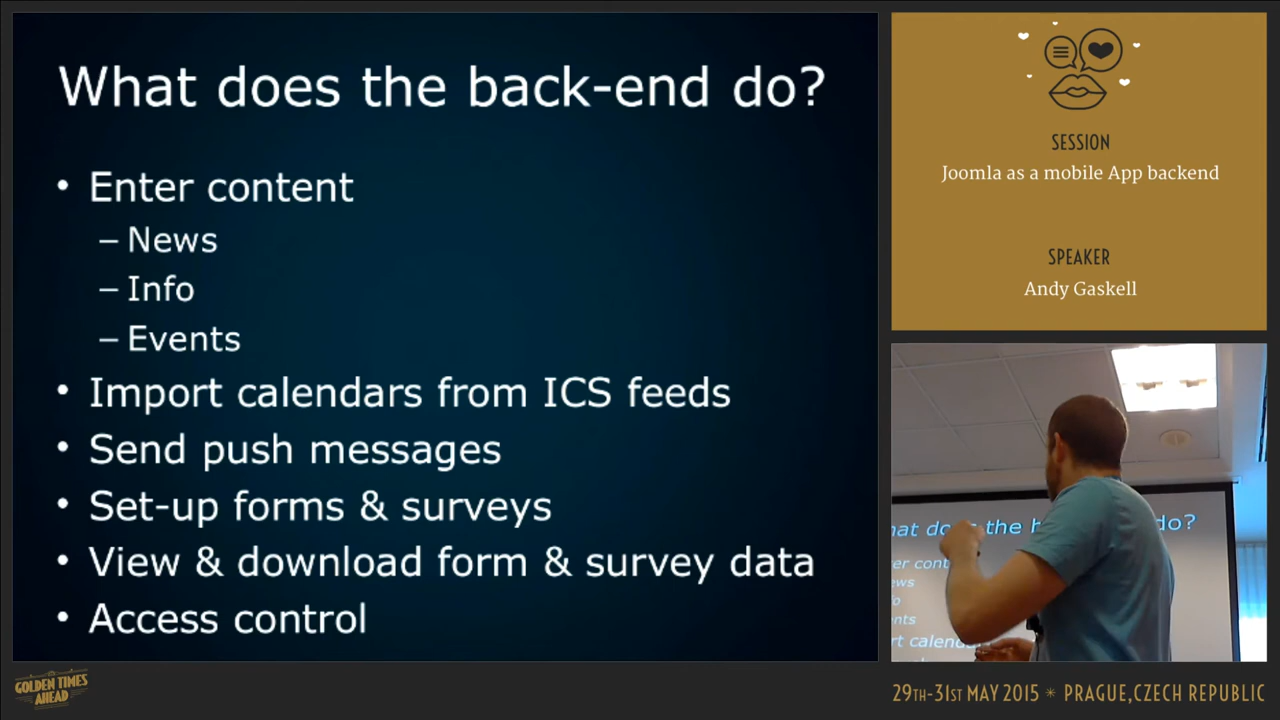 What does the back-end do?
• Enter content
– News
– Info
– Events
• Import calendars from ICS feeds
• Send push messages
• Set-up forms & surveys
• View & download form & survey data
• Access control
SESSION
Joomla as a mobile App backend
SPEAKER
Andy Gaskell
the do?
GOLDEN TIMES
AHEAD
29TH-31ST MAY 2015 * PRAGUE, CZECH REPUBLIC